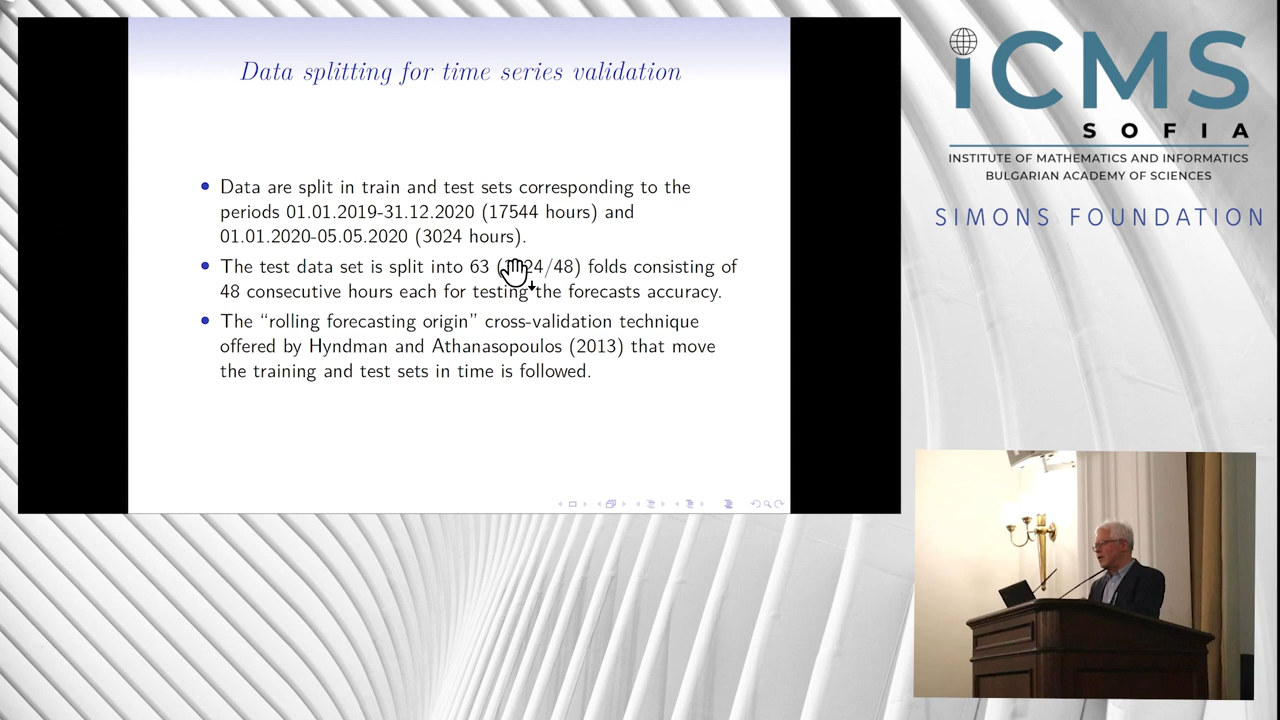 Data splitting for time series validation
Data are split in train and test sets corresponding to the
periods 01.01.2019-31.12.2020 (17544 hours) and
01.01.2020-05.05.2020 (3024 hours).
The test data set is split into 63 ( 24/48) folds consisting of
48 consecutive hours each for testing the forecasts accuracy.
The “rolling forecasting origin” cross-validation technique
offered by Hyndman and Athanasopoulos (2013) that move
the training and test sets in time is followed.
iCMS
SOFIA
INSTITUTE OF MATHEMATICS AND INFORMATICS
BULGARIAN ACADEMY OF SCIENCES
SIMONS FOUNDATION